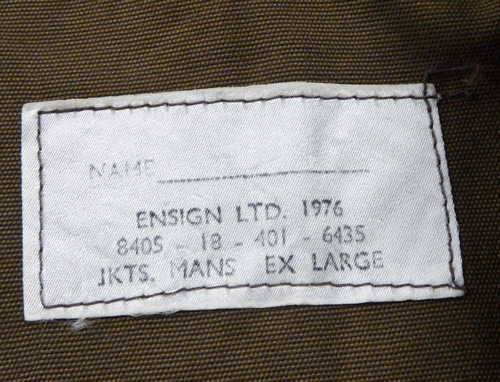 NAME
ENSIGN LTD. 1976
8405 - 18 - 401 - 6435
JKTS. MANS EX LARGE